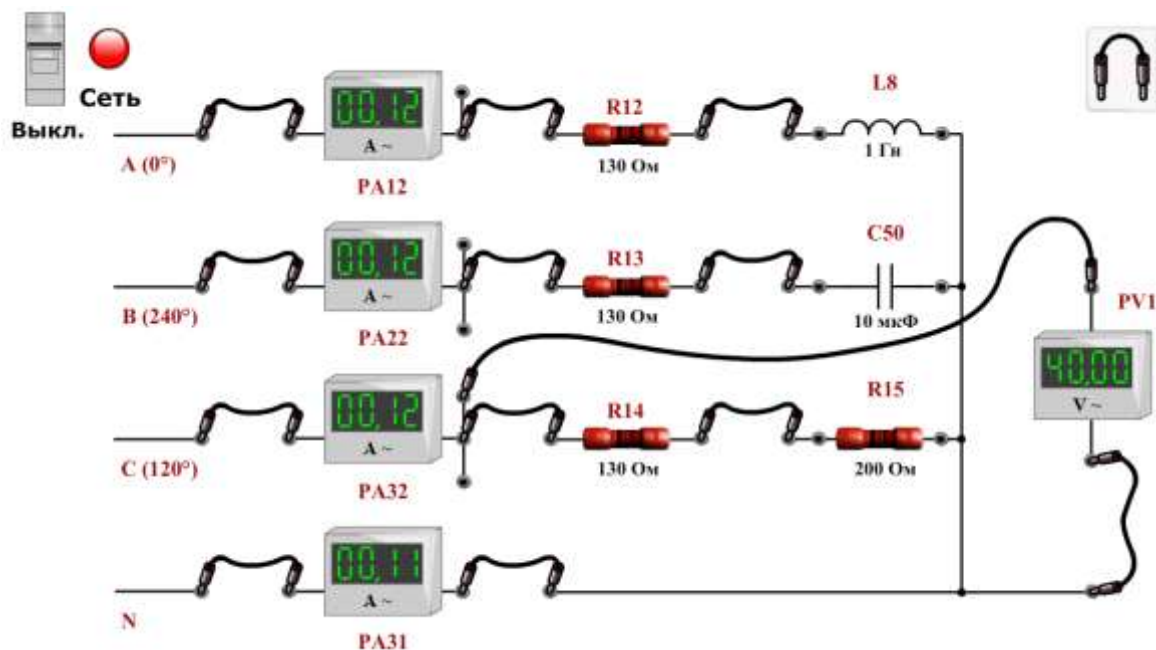 Сеть
Выкл.
A (0°)
00,12
A ~
PA12
R12
130 Ом
L8
1 Гн
B (240°)
00,12
A ~
PA22
R13
130 Ом
C50
10 мкФ
PV1
40,00
V ~
C (120°)
00,12
A ~
PA32
R14
130 Ом
R15
200 Ом
N
00,11
A ~
PA31